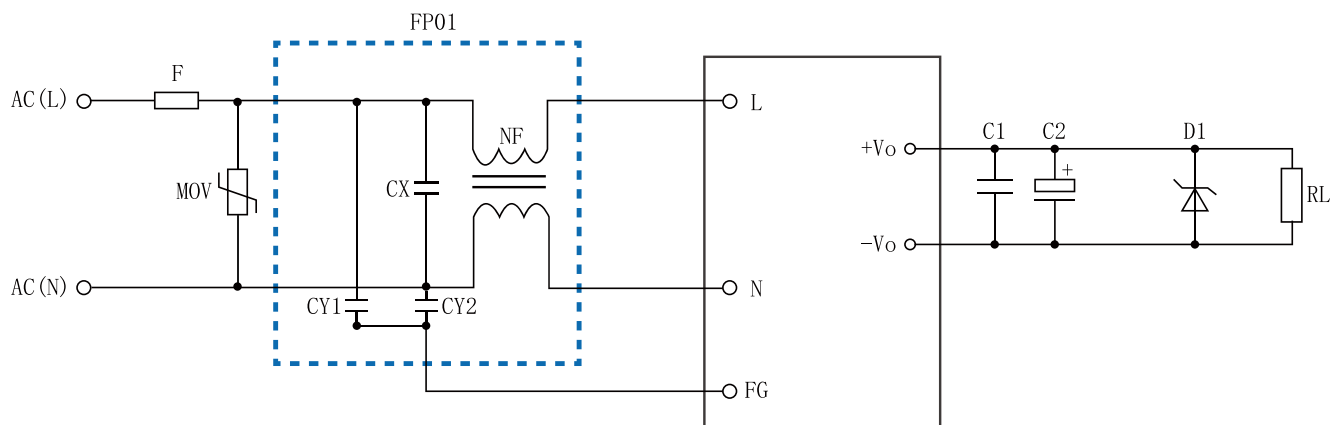 FP01
F
AC(L)
L
NF
MOV
CX
AC(N)
CY1
CY2
N
FG
+Vo
-Vo
C1
C2
+
D1
RL